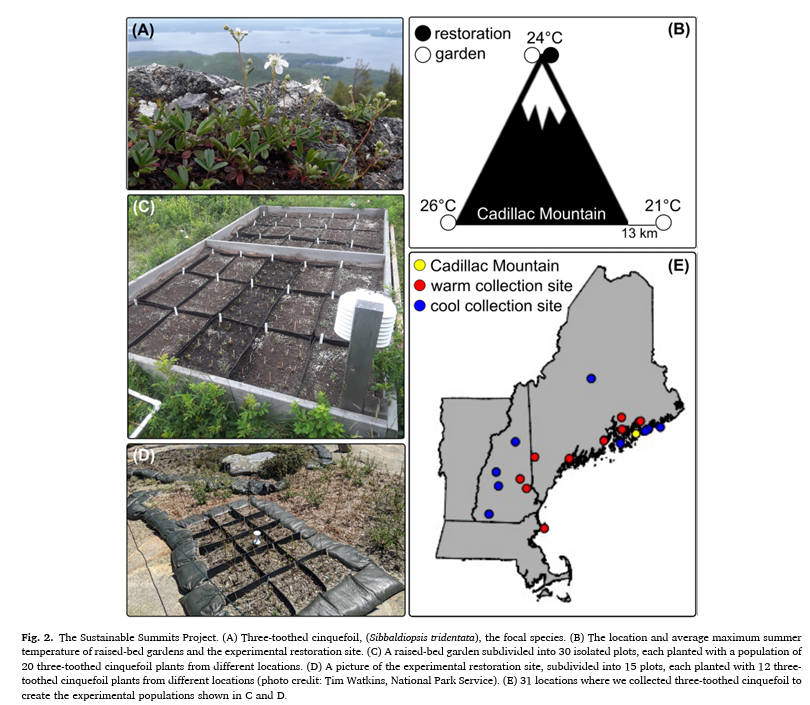 (A)
(B)
restoration
garden
24°C
26°C
21°C
Cadillac Mountain
13 km
(C)
(D)
(E)
Cadillac Mountain
warm collection site
cool collection site
Fig. 2. The Sustainable Summits Project. (A) Three-toothed cinquefoil, (Sibbaldiopsis tridentata), the focal species. (B) The location and average maximum summer
temperature of raised-bed gardens and the experimental restoration site. (C) A raised-bed garden subdivided into 30 isolated plots, each planted with a population of
20 three-toothed cinquefoil plants from different locations. (D) A picture of the experimental restoration site, subdivided into 15 plots, each planted with 12 three-
toothed cinquefoil plants from different locations (photo credit: Tim Watkins, National Park Service). (E) 31 locations where we collected three-toothed cinquefoil to
create the experimental populations shown in C and D.